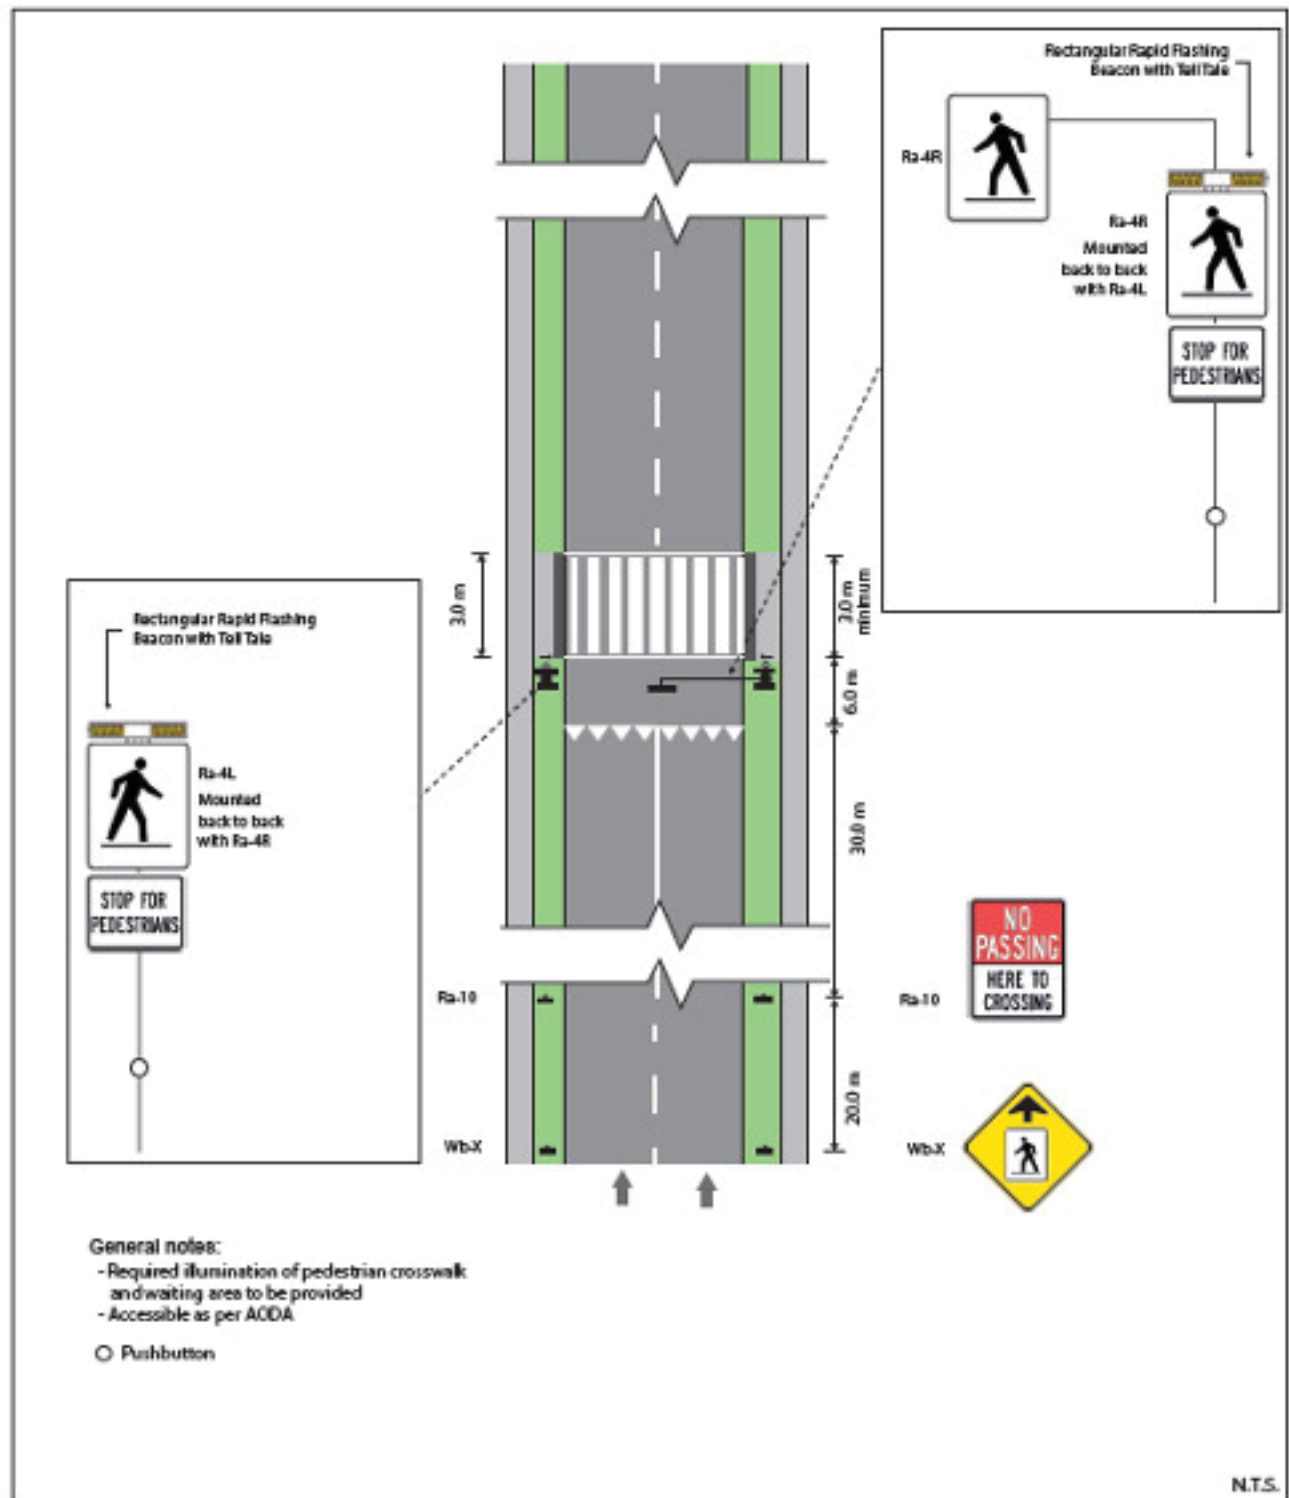 Rectangular Rapid Flashing
Beacon with Tell Tale
Ra-4R
Ra-4R
Mounted
back to back
with Ra-4L
STOP FOR
PEDESTRIANS
3.0 m
3.0 m
minimum
6.0 m
30.0 m
20.0 m
Rectangular Rapid Flashing
Beacon with Tell Tale
Ra-4L
Mounted
back to back
with Ra-4R
STOP FOR
PEDESTRIANS
Ra-10
Ra-10
NO
PASSING
HERE TO
CROSSING
Wb-X
Wb-X
General notes:
- Required illumination of pedestrian crosswalk
and waiting area to be provided
- Accessible as per AODA
Pushbutton
N.T.S.